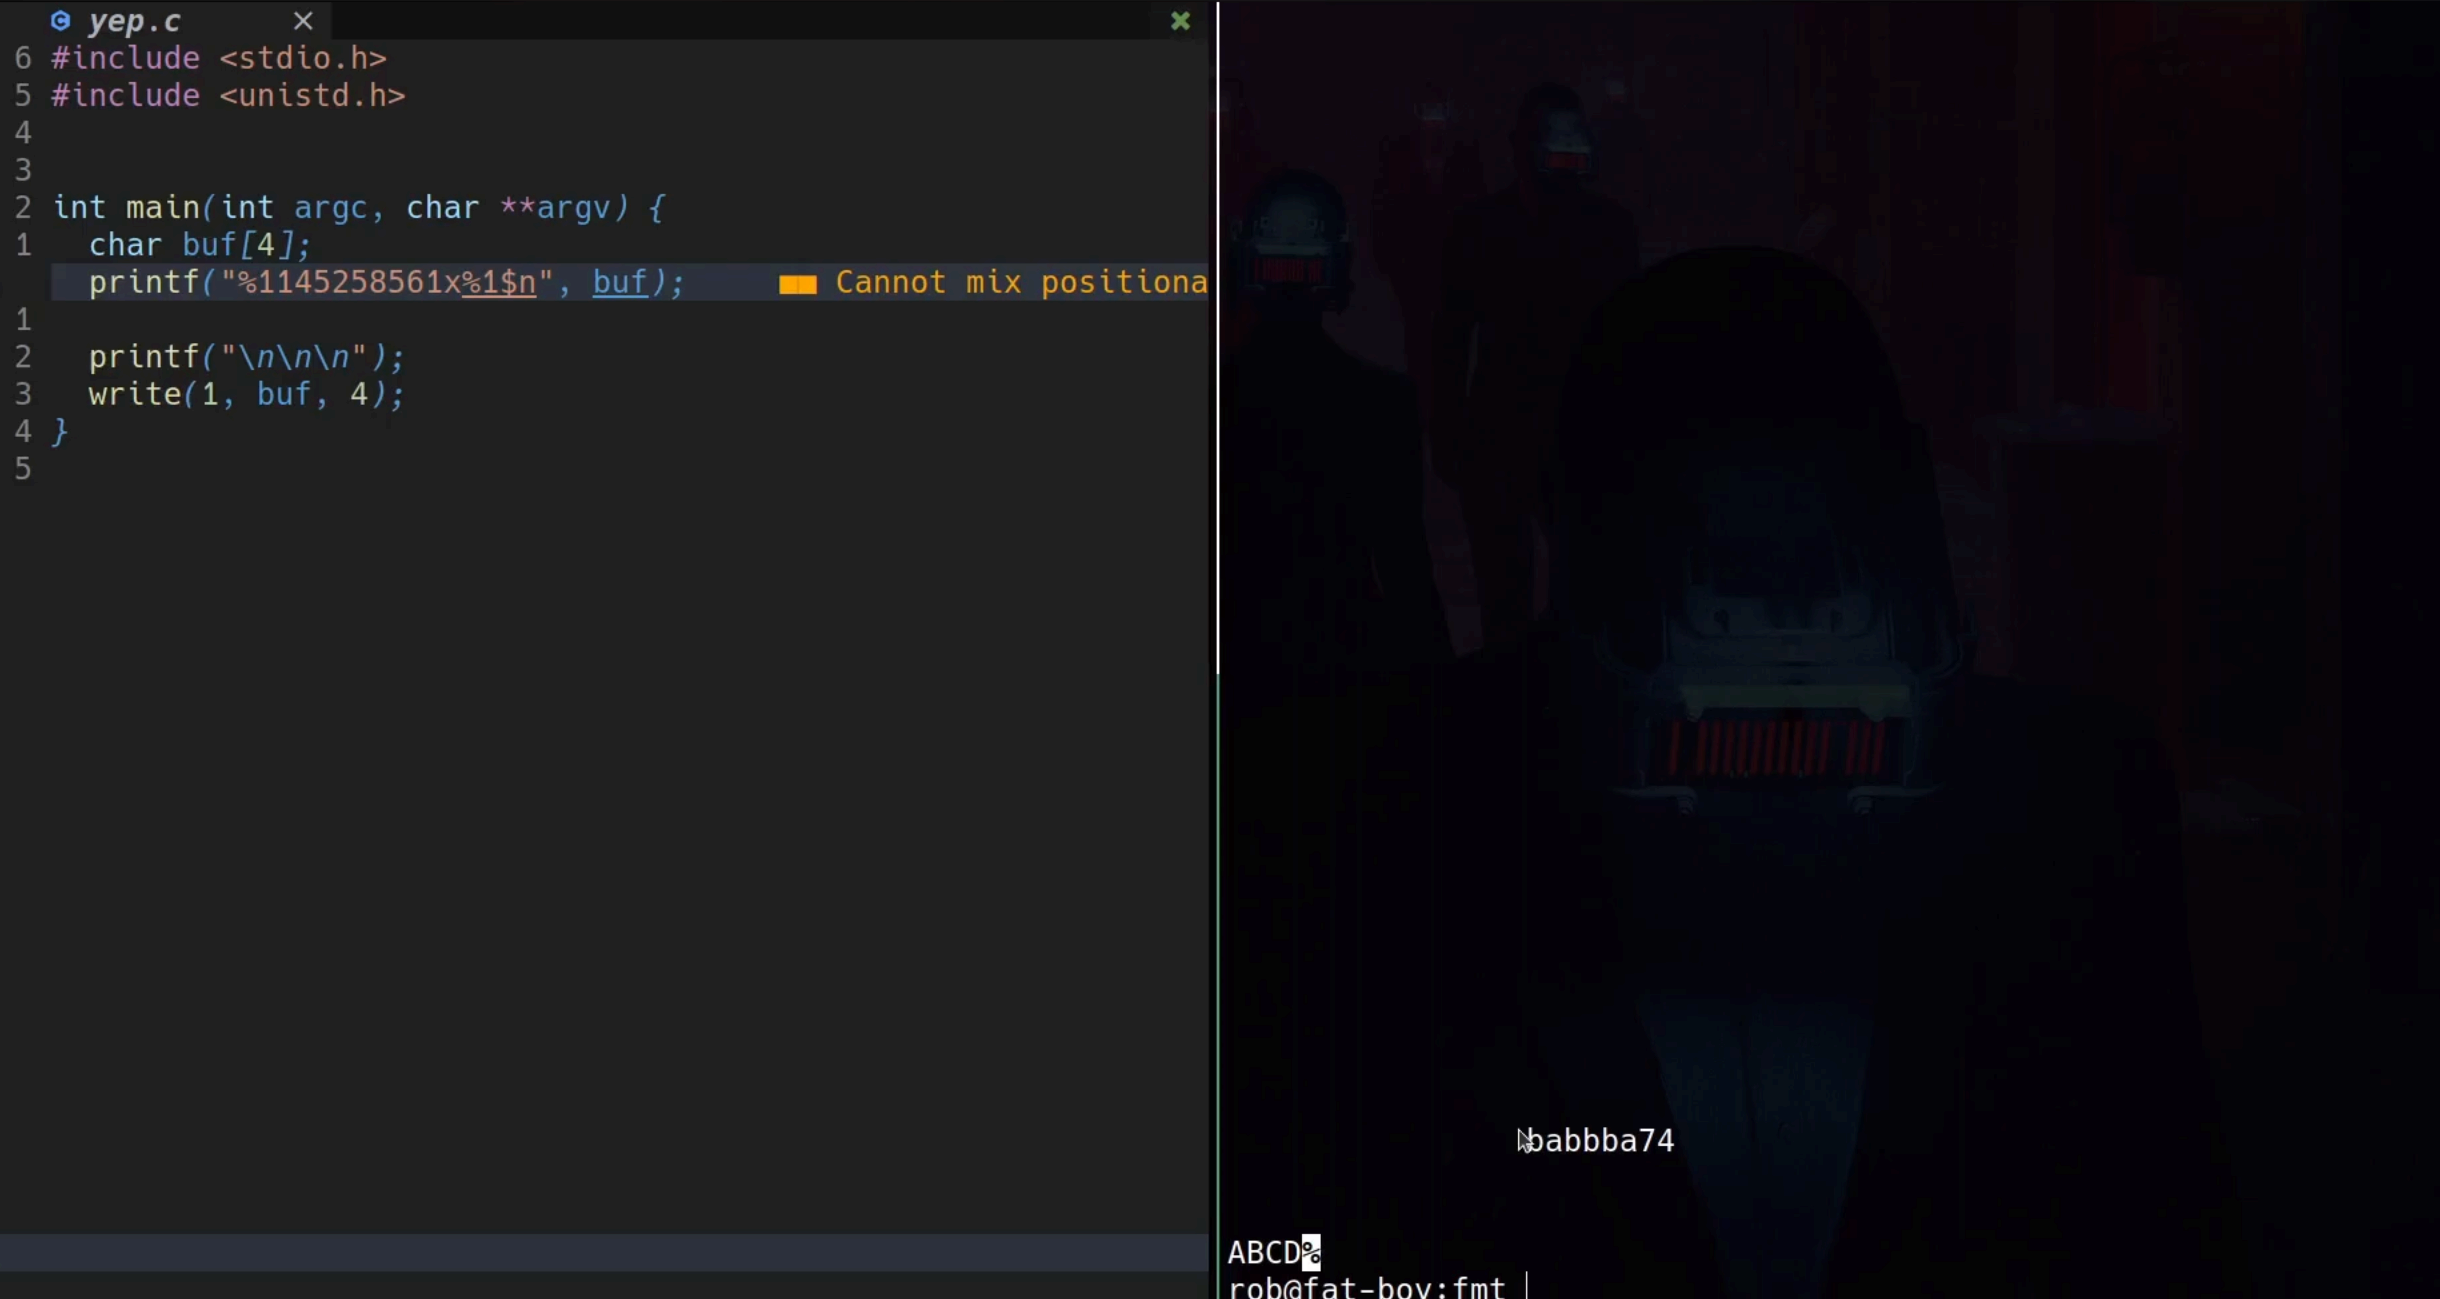 yep.c ×
6 #include <stdio.h>
5 #include <unistd.h>
4
3
2 int main(int argc, char **argv) {
1 char buf[4];
printf("%1145258561x%1$n", buf); ■■ Cannot mix positiona
1
2 printf("\n\n\n");
3 write(1, buf, 4);
4 }
5
babbba74
ABCD%
rob@fat-boy:fmt